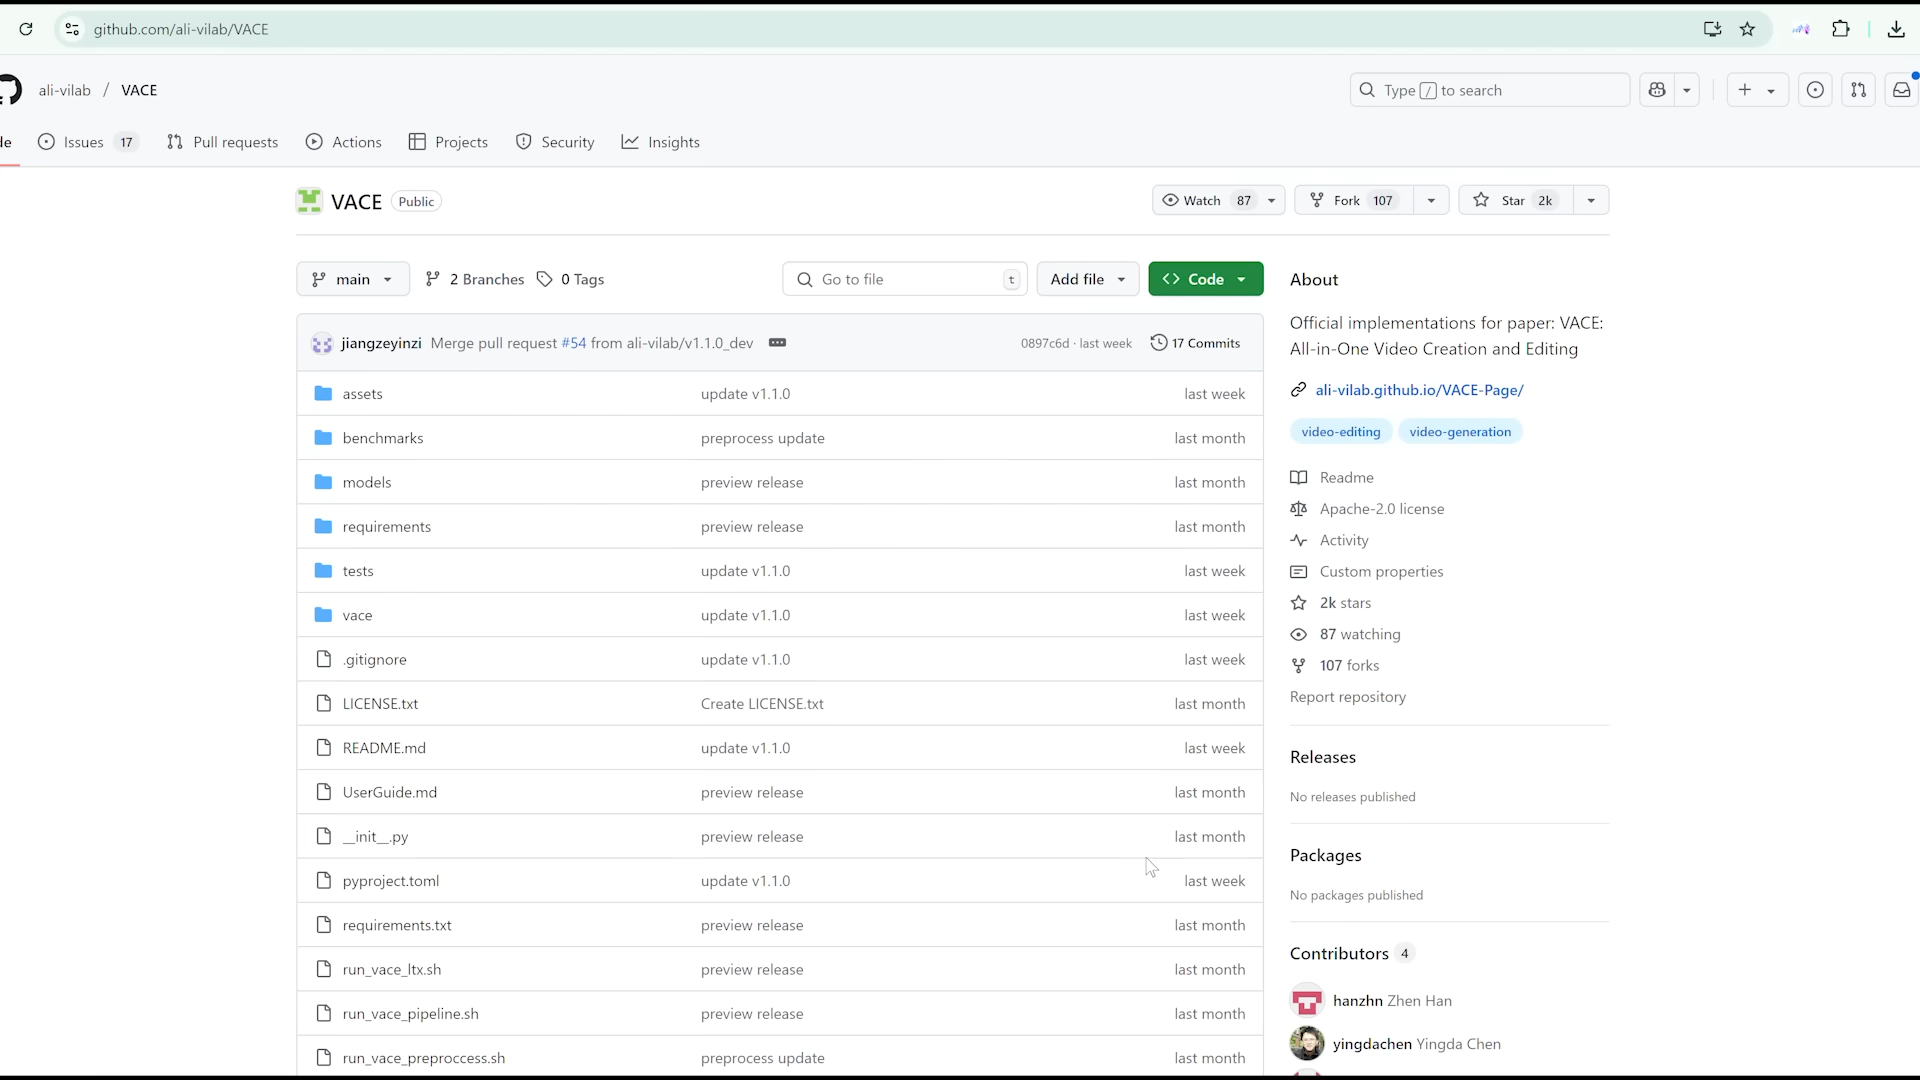 github.com/ali-vilab/VACE
ali-vilab / VACE
Type / to search
Issues 17 Pull requests Actions Projects Security Insights
VACE Public
Watch 87 Fork 107 Star 2k
main 2 Branches 0 Tags Go to file t Add file Code
jiangzeyinzi Merge pull request #54 from ali-vilab/v1.1.0_dev 0897c6d · last week 17 Commits
assets update v1.1.0 last week
benchmarks preprocess update last month
models preview release last month
requirements preview release last month
tests update v1.1.0 last week
vace update v1.1.0 last week
.gitignore update v1.1.0 last week
LICENSE.txt Create LICENSE.txt last month
README.md update v1.1.0 last week
UserGuide.md preview release last month
__init__.py preview release last month
pyproject.toml update v1.1.0 last week
requirements.txt preview release last month
run_vace_ltx.sh preview release last month
run_vace_pipeline.sh preview release last month
run_vace_preproccess.sh preprocess update last month
About
Official implementations for paper: VACE:
All-in-One Video Creation and Editing
ali-vilab.github.io/VACE-Page/
video-editing video-generation
Readme
Apache-2.0 license
Activity
Custom properties
2k stars
87 watching
107 forks
Report repository
Releases
No releases published
Packages
No packages published
Contributors 4
hanzhn Zhen Han
yingdachen Yingda Chen